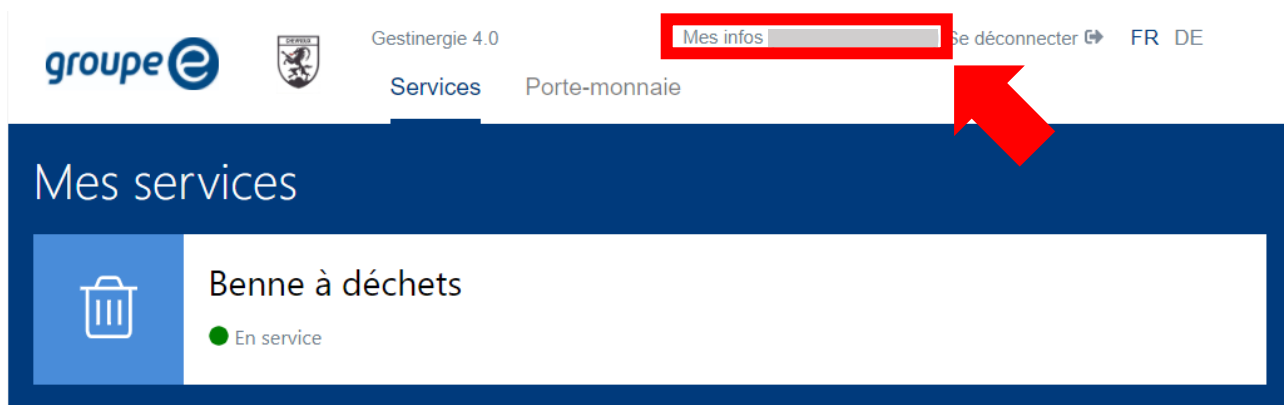 groupe e
Gestinergie 4.0
Mes infos
Se déconnecter
FR DE
Services
Porte-monnaie
Mes services
Benne à déchets
En service